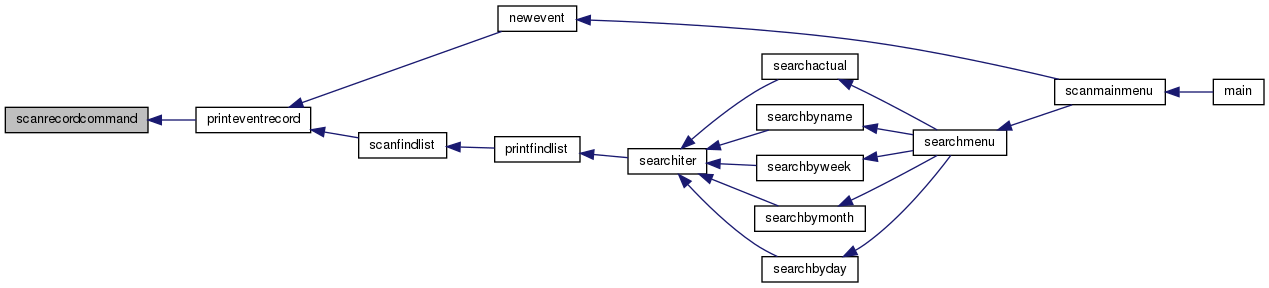 newevent
searchactual
scanmainmenu
main
scanrecordcommand
printeventrecord
searchbyname
scanfindlist
printfindlist
searchmenu
searchiter
searchbyweek
searchbymonth
searchbyday